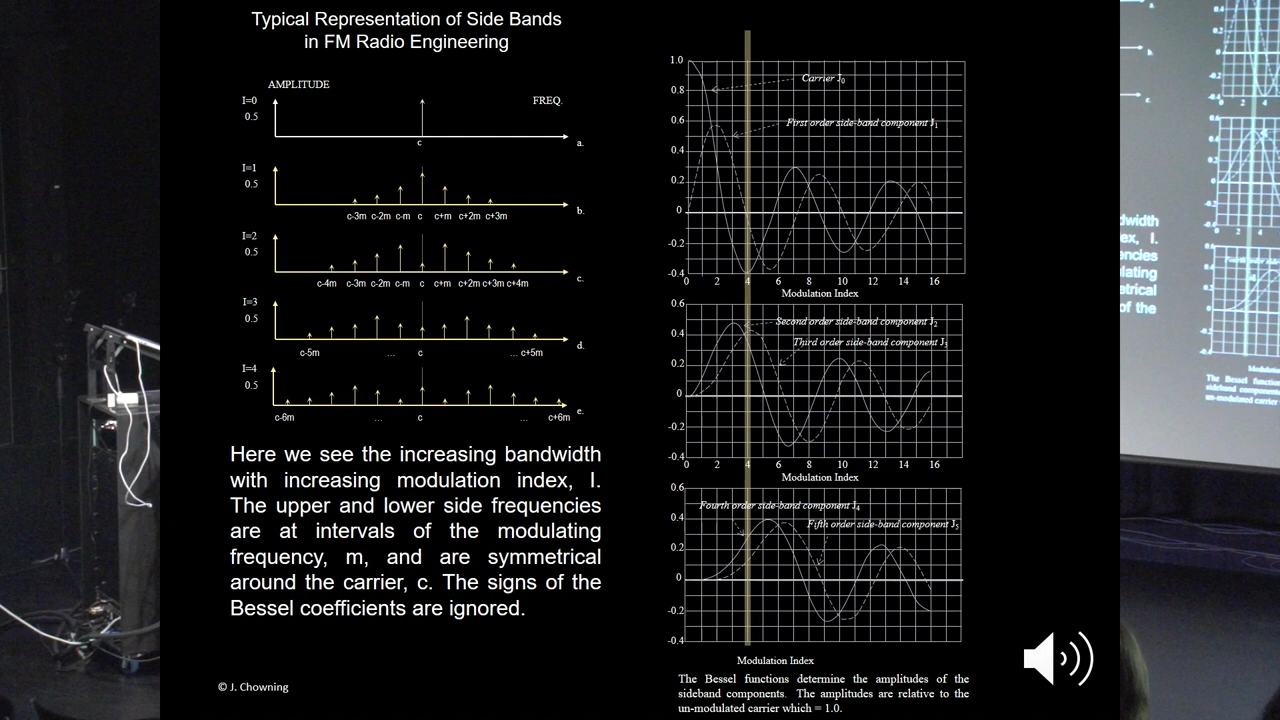 Typical Representation of Side Bands
in FM Radio Engineering
AMPLITUDE
I=0
0.5
FREQ.
c
a.
I=1
0.5
c-3m c-2m c-m c c+m c+2m c+3m
b.
I=2
0.5
c-4m c-3m c-2m c-m c c+m c+2m c+3m c+4m
c.
I=3
0.5
c-5m ... c ... c+5m
d.
I=4
0.5
c-6m ... c ... c+6m
e.
Here we see the increasing bandwidth
with increasing modulation index, I.
The upper and lower side frequencies
are at intervals of the modulating
frequency, m, and are symmetrical
around the carrier, c. The signs of the
Bessel coefficients are ignored.
© J. Chowning
1.0
0.8
0.6
0.4
0.2
0
-0.2
-0.4
Carrier J0
First order side-band component J1
0 2 4 6 8 10 12 14 16
Modulation Index
0.6
0.4
0.2
0
-0.2
-0.4
Second order side-band component J2
Third order side-band component J3
0 2 4 6 8 10 12 14 16
Modulation Index
0.6
0.4
0.2
0
-0.2
-0.4
Fourth order side-band component J4
Fifth order side-band component J5
Modulation Index
The Bessel functions determine the amplitudes of the
sideband components. The amplitudes are relative to the
un-modulated carrier which = 1.0.